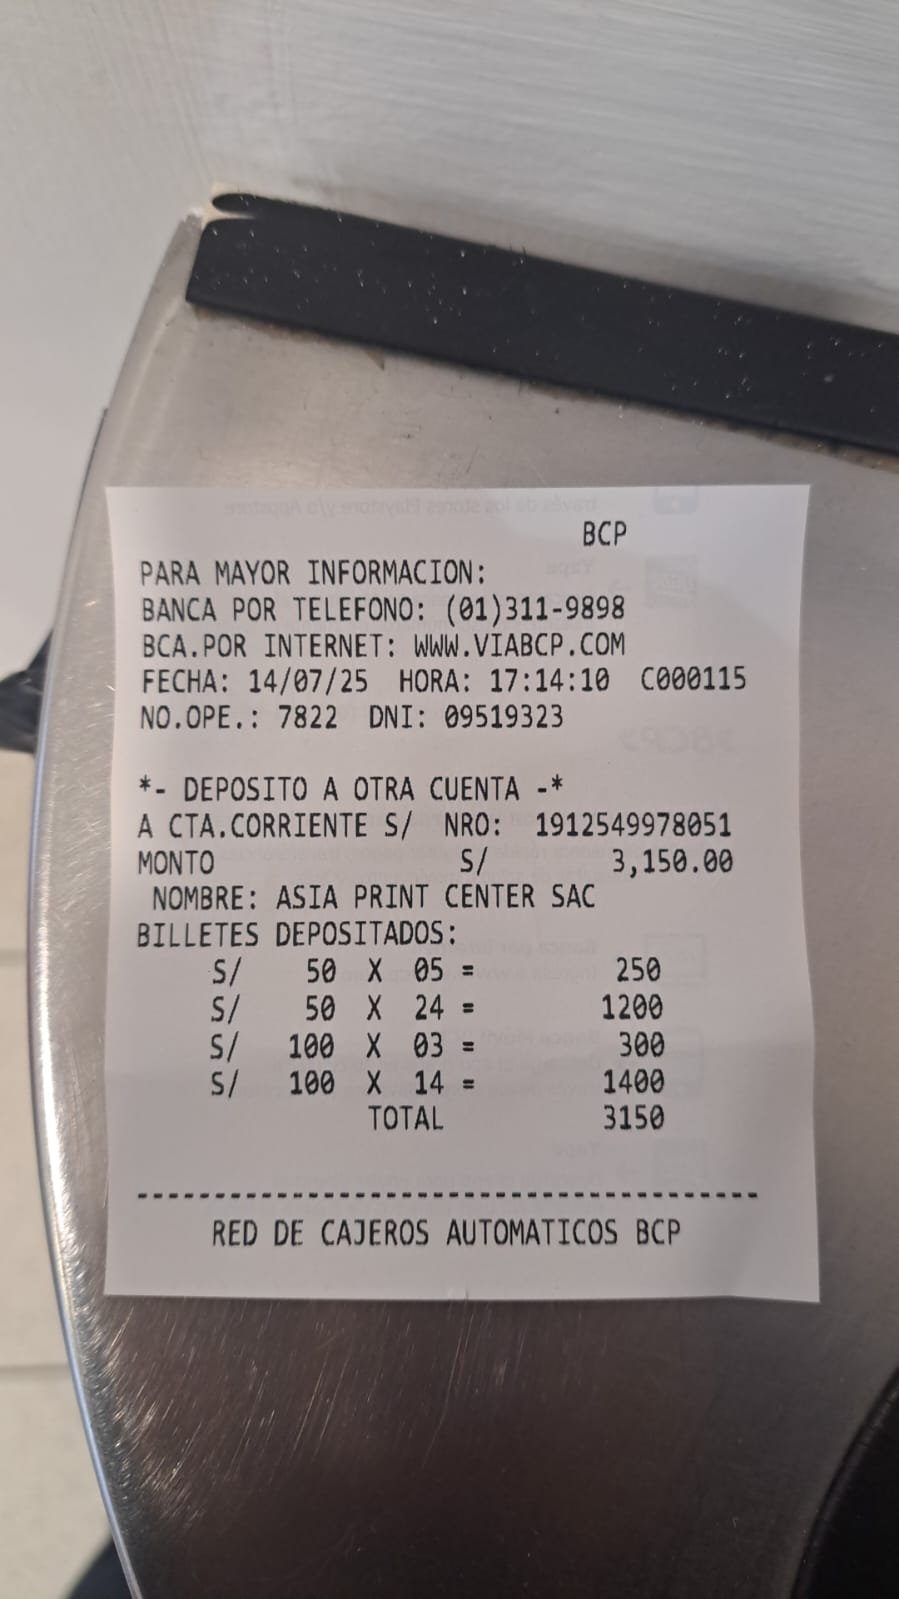 BCP
PARA MAYOR INFORMACION:
BANCA POR TELEFONO: (01)311-9898
BCA.POR INTERNET: WWW.VIABCP.COM
FECHA: 14/07/25 HORA: 17:14:10 C000115
NO.OPE.: 7822 DNI: 09519323
*- DEPOSITO A OTRA CUENTA -*
A CTA.CORRIENTE S/ NRO: 1912549978051
MONTO S/ 3,150.00
NOMBRE: ASIA PRINT CENTER SAC
BILLETES DEPOSITADOS:
S/ 50 X 05 = 250
S/ 50 X 24 = 1200
S/ 100 X 03 = 300
S/ 100 X 14 = 1400
TOTAL 3150
--------------------------------------
RED DE CAJEROS AUTOMATICOS BCP